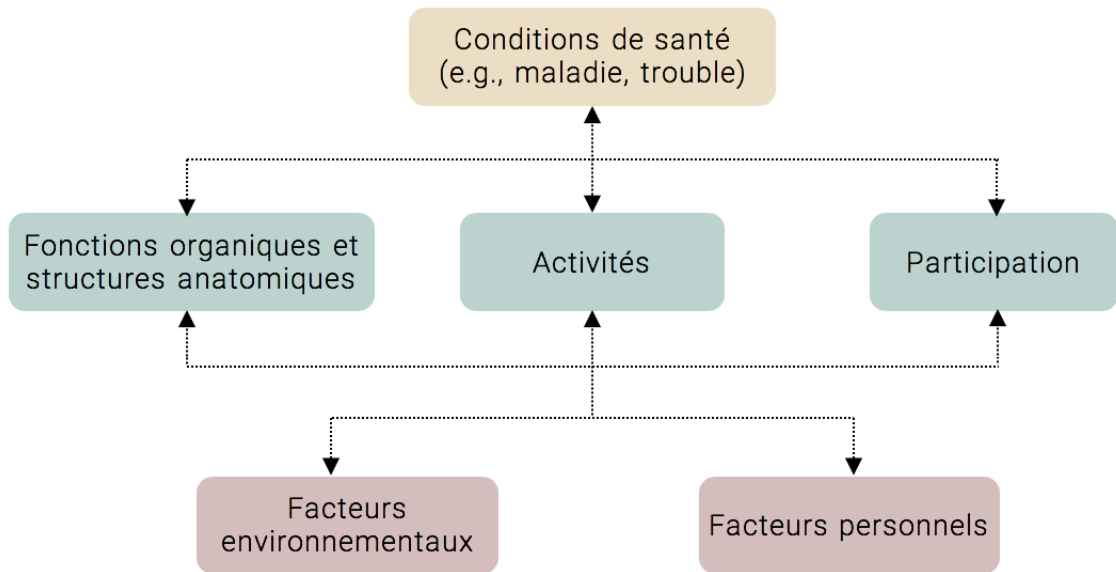 Conditions de santé
(e.g., maladie, trouble)
Fonctions organiques et
structures anatomiques
Activités
Participation
Facteurs
environnementaux
Facteurs personnels